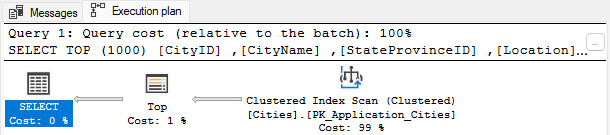 Messages Execution plan
Query 1: Query cost (relative to the batch): 100%
SELECT TOP (1000) [CityID] ,[CityName] ,[StateProvinceID] ,[Location]...
...
SELECT
Cost: 0 %
Top
Cost: 1 %
Clustered Index Scan (Clustered)
[Cities].[PK_Application_Cities]
Cost: 99 %